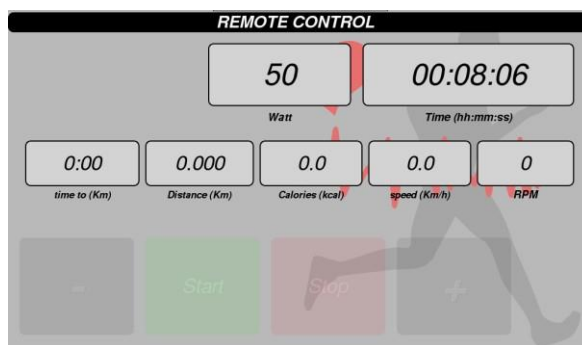 REMOTE CONTROL
50 00:08:06
Watt Time (hh:mm:ss)
0:00 0.000 0.0 0.0 0
time to (Km) Distance (Km) Calories (kcal) speed (Km/h) RPM
- Start Stop +